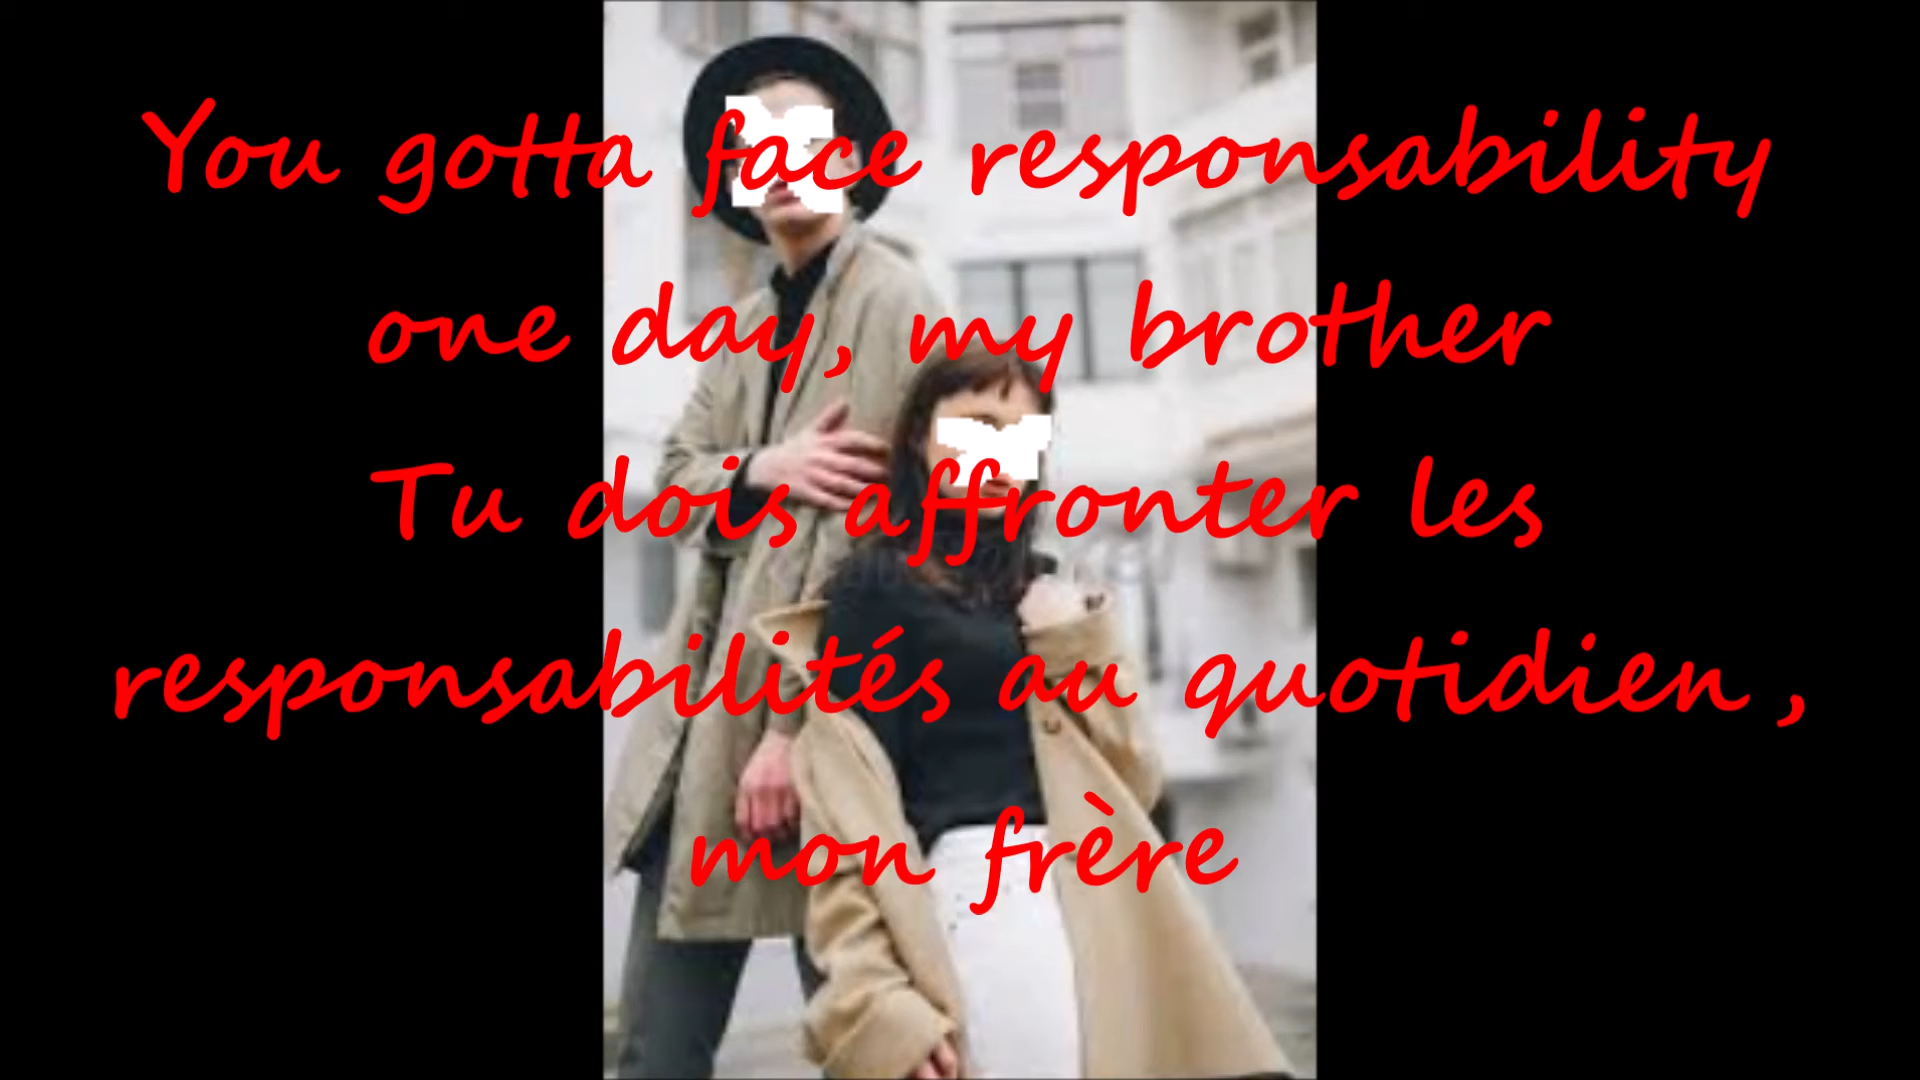 You gotta face responsability
one day, my brother
Tu dois affronter les
responsabilités au quotidien ,
mon frère